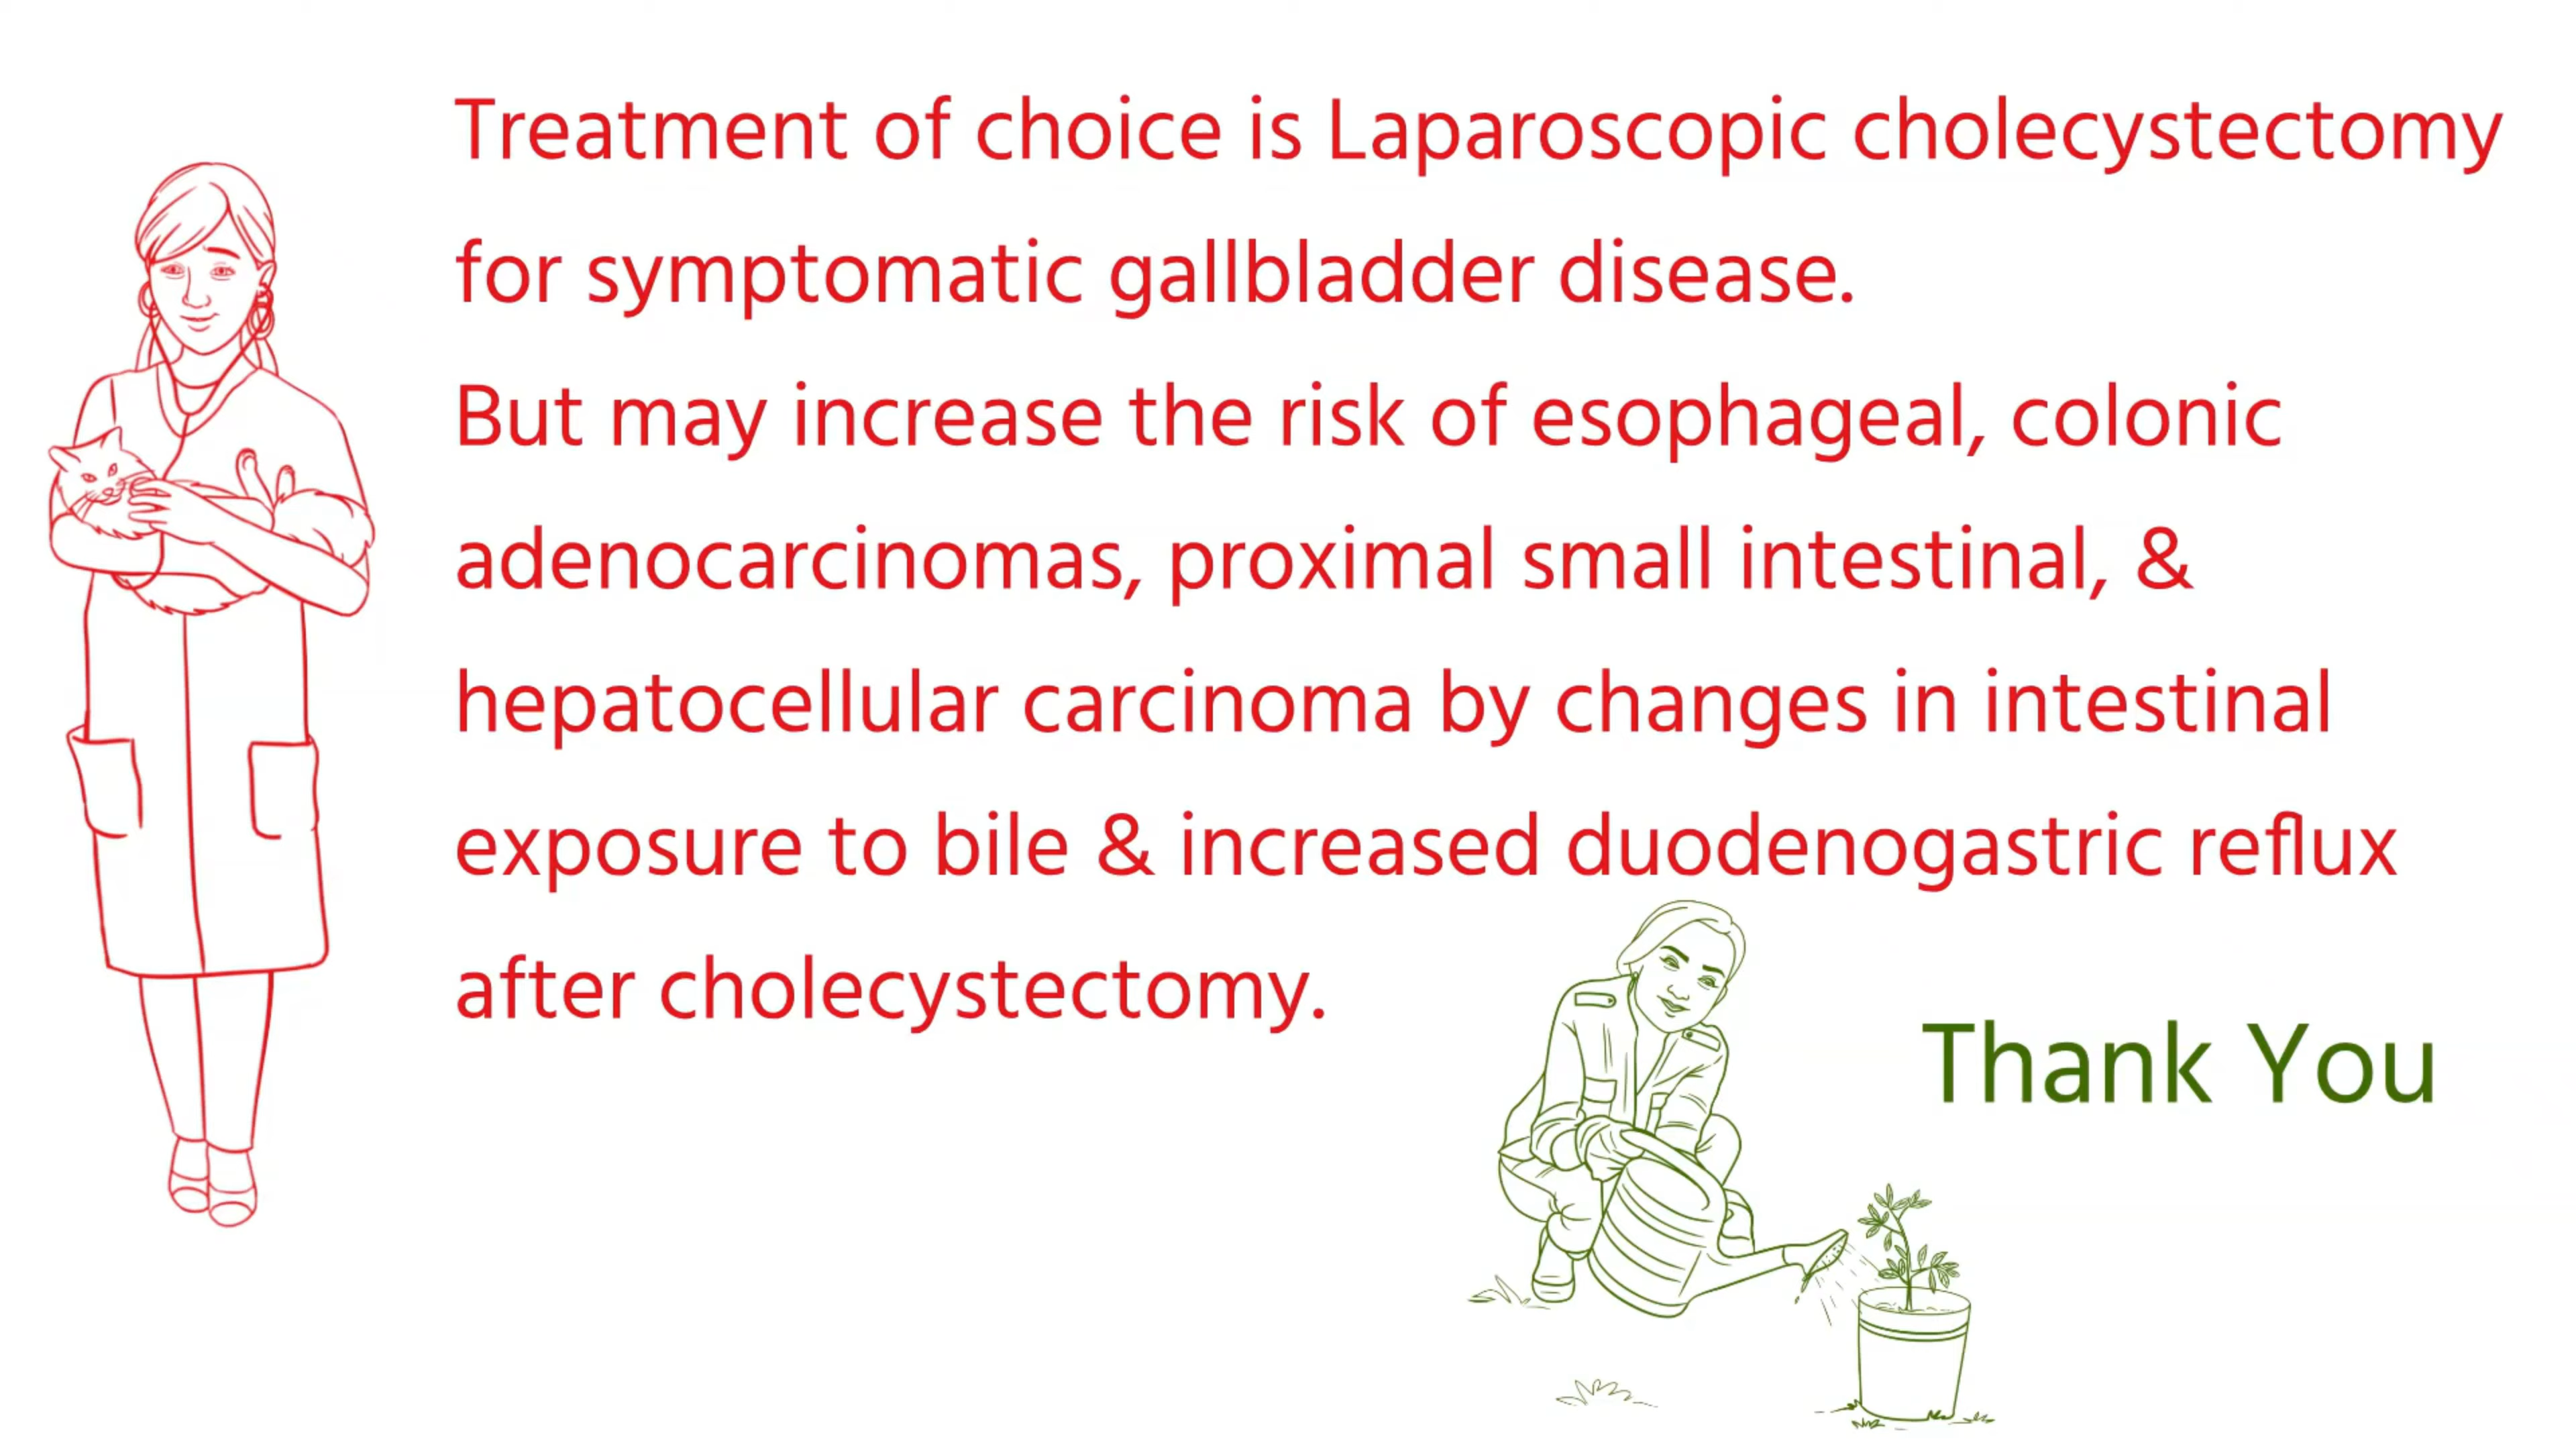 Treatment of choice is Laparoscopic cholecystectomy
for symptomatic gallbladder disease.
But may increase the risk of esophageal, colonic
adenocarcinomas, proximal small intestinal, &
hepatocellular carcinoma by changes in intestinal
exposure to bile & increased duodenogastric reflux
after cholecystectomy.
Thank You